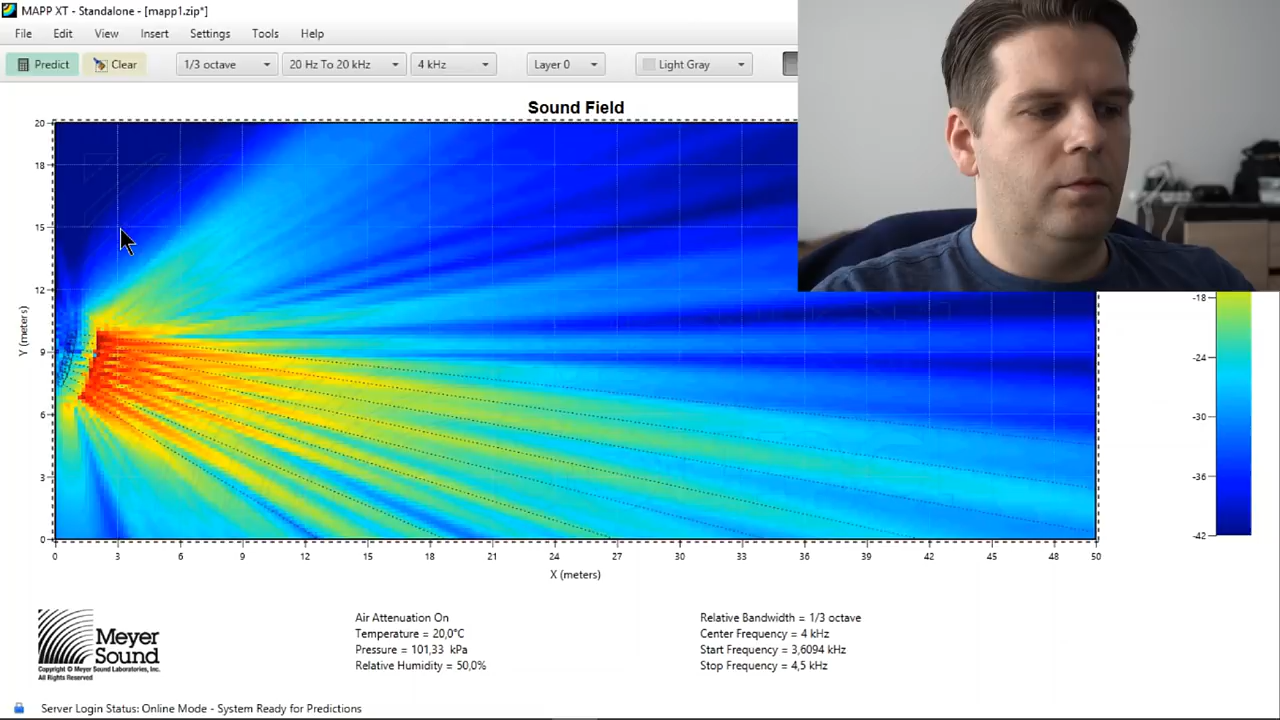 MAPP XT - Standalone - [mapp1.zip*]
File Edit View Insert Settings Tools Help
Predict Clear 1/3 octave 20 Hz To 20 kHz 4 kHz Layer 0 Light Gray
Sound Field
20
18
15
12
9
6
3
0
Y (meters)
0 3 6 9 12 15 18 21 24 27 30 33 36 39 42 45 48 50
X (meters)
-18
-24
-30
-36
-42
Meyer
Sound
Copyright © Meyer Sound Laboratories, Inc.
All Rights Reserved
Air Attenuation On
Temperature = 20,0°C
Pressure = 101,33 kPa
Relative Humidity = 50,0%
Relative Bandwidth = 1/3 octave
Center Frequency = 4 kHz
Start Frequency = 3,6094 kHz
Stop Frequency = 4,5 kHz
Server Login Status: Online Mode - System Ready for Predictions